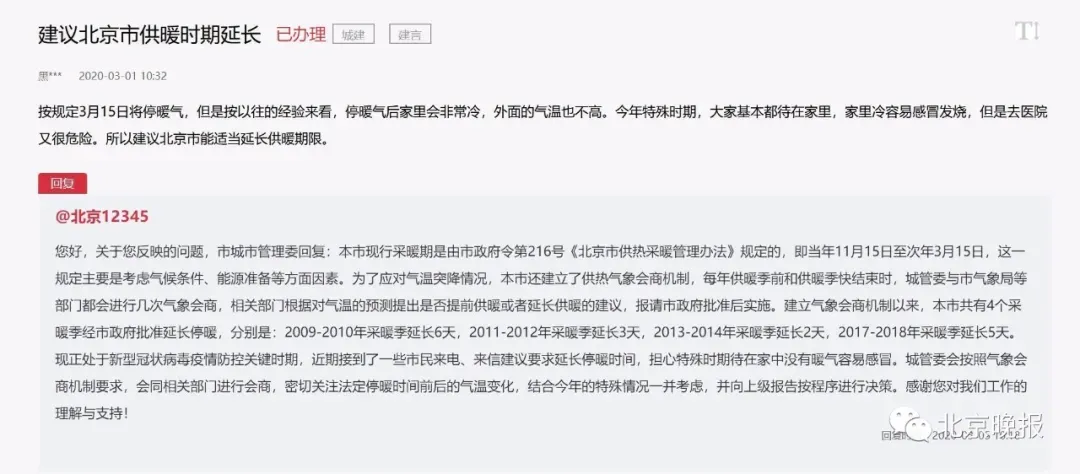 建议北京市供暖时期延长 已办理 城建 建言
黑*** 2020-03-01 10:32
按规定3月15日将停暖气，但是按以往的经验来看，停暖气后家里会非常冷，外面的气温也不高。今年特殊时期，大家基本都待在家里，家里冷容易感冒发烧，但是去医院
又很危险。所以建议北京市能适当延长供暖期限。
回复
@北京12345
您好，关于您反映的问题，市城市管理委回复：本市现行采暖期是由市政府令第216号《北京市供热采暖管理办法》规定的，即当年11月15日至次年3月15日，这一
规定主要是考虑气候条件、能源准备等方面因素。为了应对气温突降情况，本市还建立了供热气象会商机制，每年供暖季前和供暖季快结束时，城管委与市气象局等
部门都会进行几次气象会商，相关部门根据对气温的预测提出是否提前供暖或者延长供暖的建议，报请市政府批准后实施。建立气象会商机制以来，本市共有4个采
暖季经市政府批准延长停暖，分别是：2009-2010年采暖季延长6天，2011-2012年采暖季延长3天，2013-2014年采暖季延长2天，2017-2018年采暖季延长5天。
现正处于新型冠状病毒疫情防控关键时期，近期接到了一些市民来电、来信建议要求延长停暖时间，担心特殊时期待在家中没有暖气容易感冒。城管委会按照气象会
商机制要求，会同相关部门进行会商，密切关注法定停暖时间前后的气温变化，结合今年的特殊情况一并考虑，并向上级报告按程序进行决策。感谢您对我们工作的
理解与支持！
北京晚报